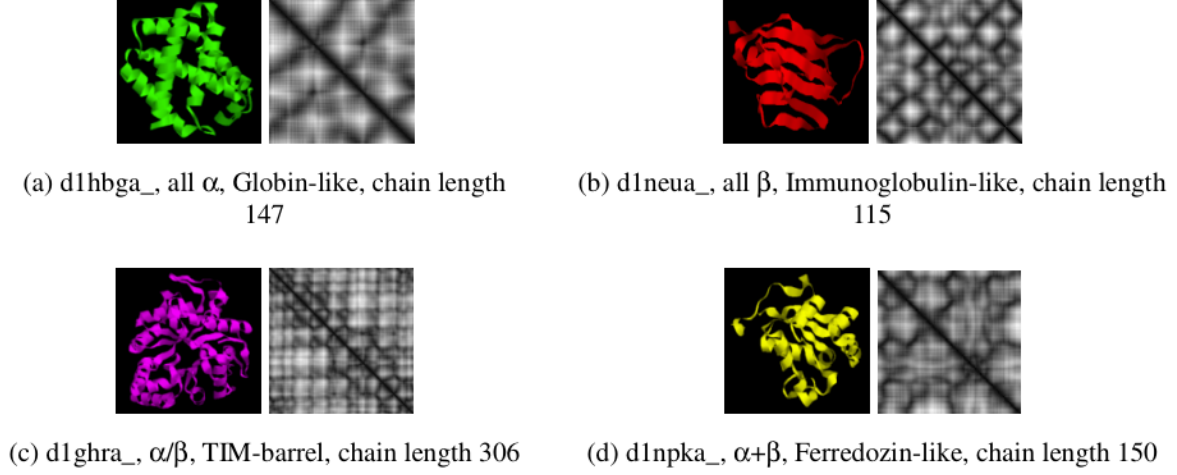 (a) d1hbga_, all α, Globin-like, chain length
147
(b) d1neua_, all β, Immunoglobulin-like, chain length
115
(c) d1ghra_, α/β, TIM-barrel, chain length 306
(d) d1npka_, α+β, Ferredozin-like, chain length 150